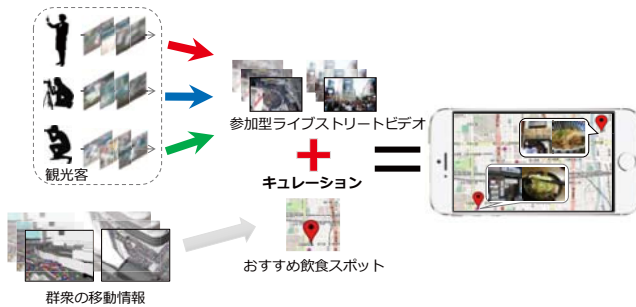 観光客
参加型ライブストリートビデオ
キュレーション
おすすめ飲食スポット
群衆の移動情報